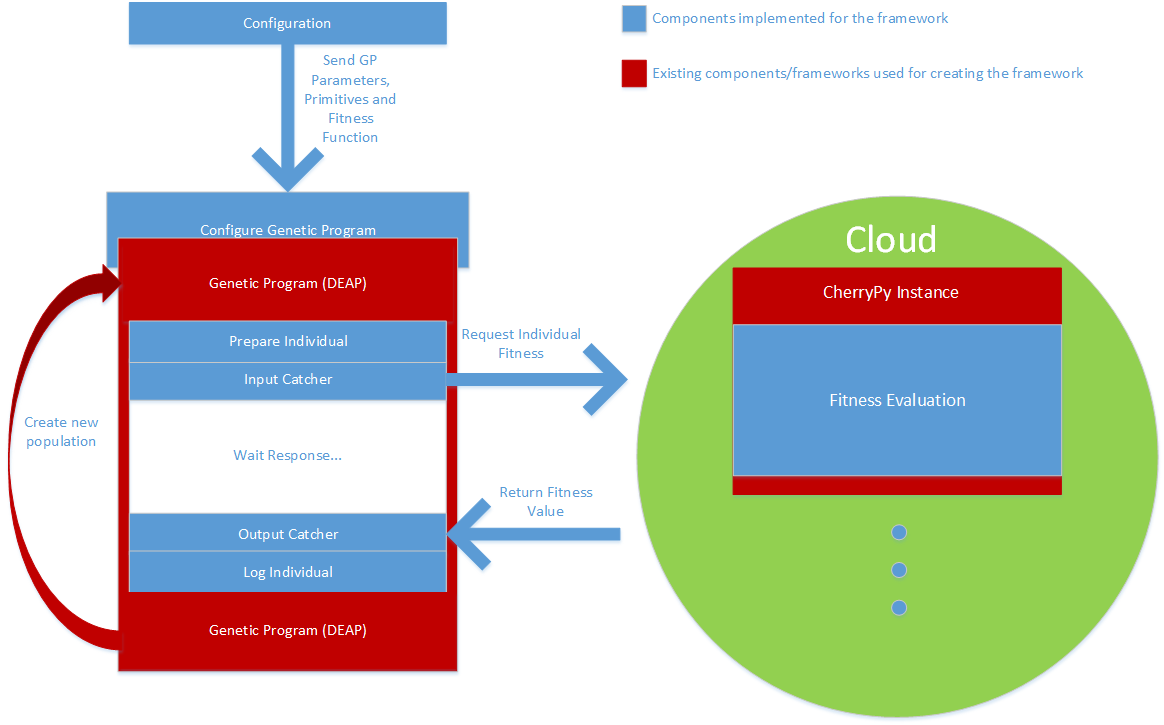 Configuration
Components implemented for the framework
Existing components/frameworks used for creating the framework
Send GP
Parameters,
Primitives and
Fitness
Function
Configure Genetic Program
Genetic Program (DEAP)
Prepare Individual
Input Catcher
Request Individual
Fitness
Create new
population
Wait Response...
Return Fitness
Value
Output Catcher
Log Individual
Genetic Program (DEAP)
Cloud
CherryPy Instance
Fitness Evaluation